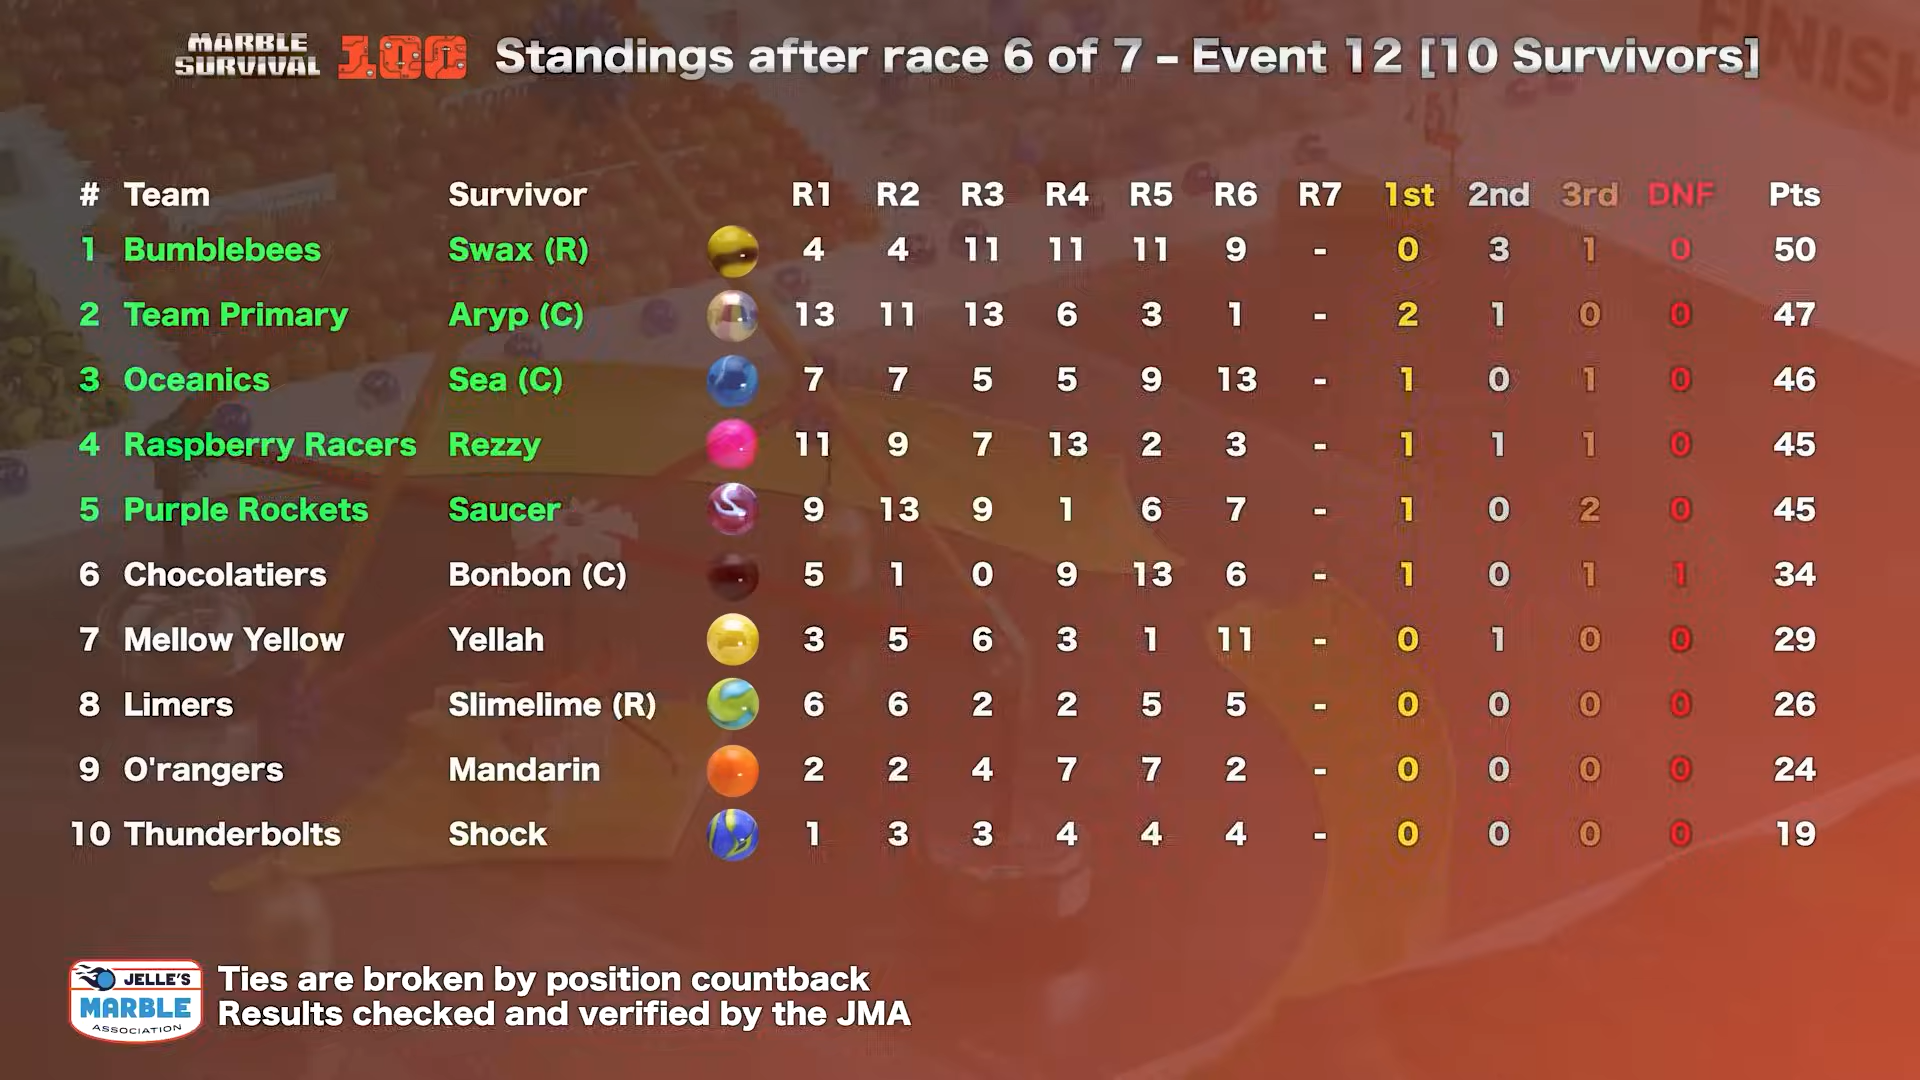 MARBLE SURVIVAL 100 Standings after race 6 of 7 – Event 12 [10 Survivors]
# Team Survivor R1 R2 R3 R4 R5 R6 R7 1st 2nd 3rd DNF Pts
1 Bumblebees Swax (R) 4 4 11 11 11 9 - 0 3 1 0 50
2 Team Primary Aryp (C) 13 11 13 6 3 1 - 2 1 0 0 47
3 Oceanics Sea (C) 7 7 5 5 9 13 - 1 0 1 0 46
4 Raspberry Racers Rezzy 11 9 7 13 2 3 - 1 1 1 0 45
5 Purple Rockets Saucer 9 13 9 1 6 7 - 1 0 2 0 45
6 Chocolatiers Bonbon (C) 5 1 0 9 13 6 - 1 0 1 1 34
7 Mellow Yellow Yellah 3 5 6 3 1 11 - 0 1 0 0 29
8 Limers Slimelime (R) 6 6 2 2 5 5 - 0 0 0 0 26
9 O'rangers Mandarin 2 2 4 7 7 2 - 0 0 0 0 24
10 Thunderbolts Shock 1 3 3 4 4 4 - 0 0 0 0 19
JELLE'S MARBLE ASSOCIATION
Ties are broken by position countback
Results checked and verified by the JMA
FINISH